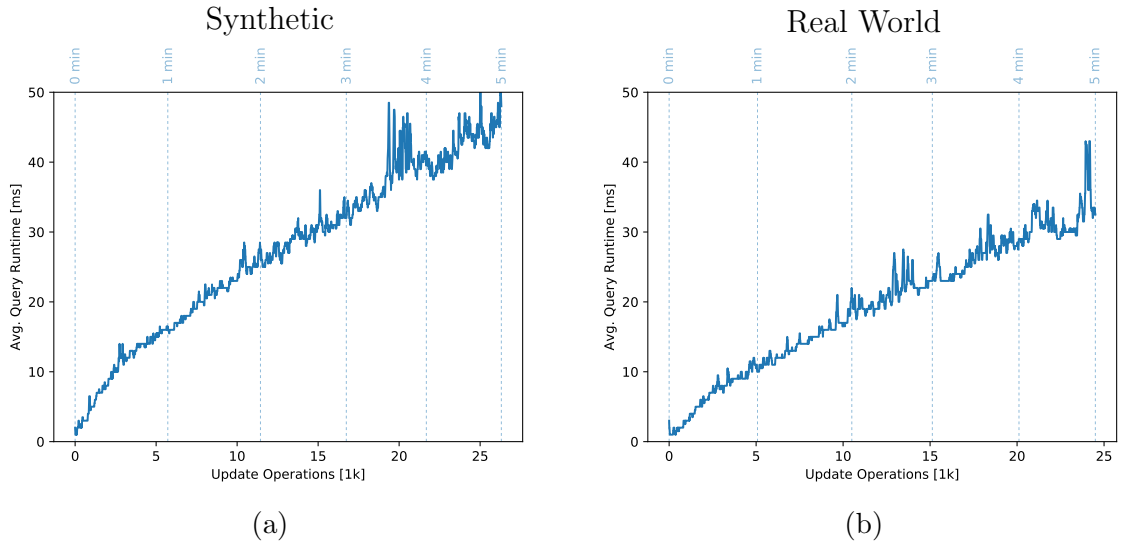 Synthetic
0 min
1 min
2 min
3 min
4 min
5 min
50
40
30
20
10
0
Avg. Query Runtime [ms]
0
5
10
15
20
25
Update Operations [1k]
(a)
Real World
0 min
1 min
2 min
3 min
4 min
5 min
50
40
30
20
10
0
Avg. Query Runtime [ms]
0
5
10
15
20
25
Update Operations [1k]
(b)